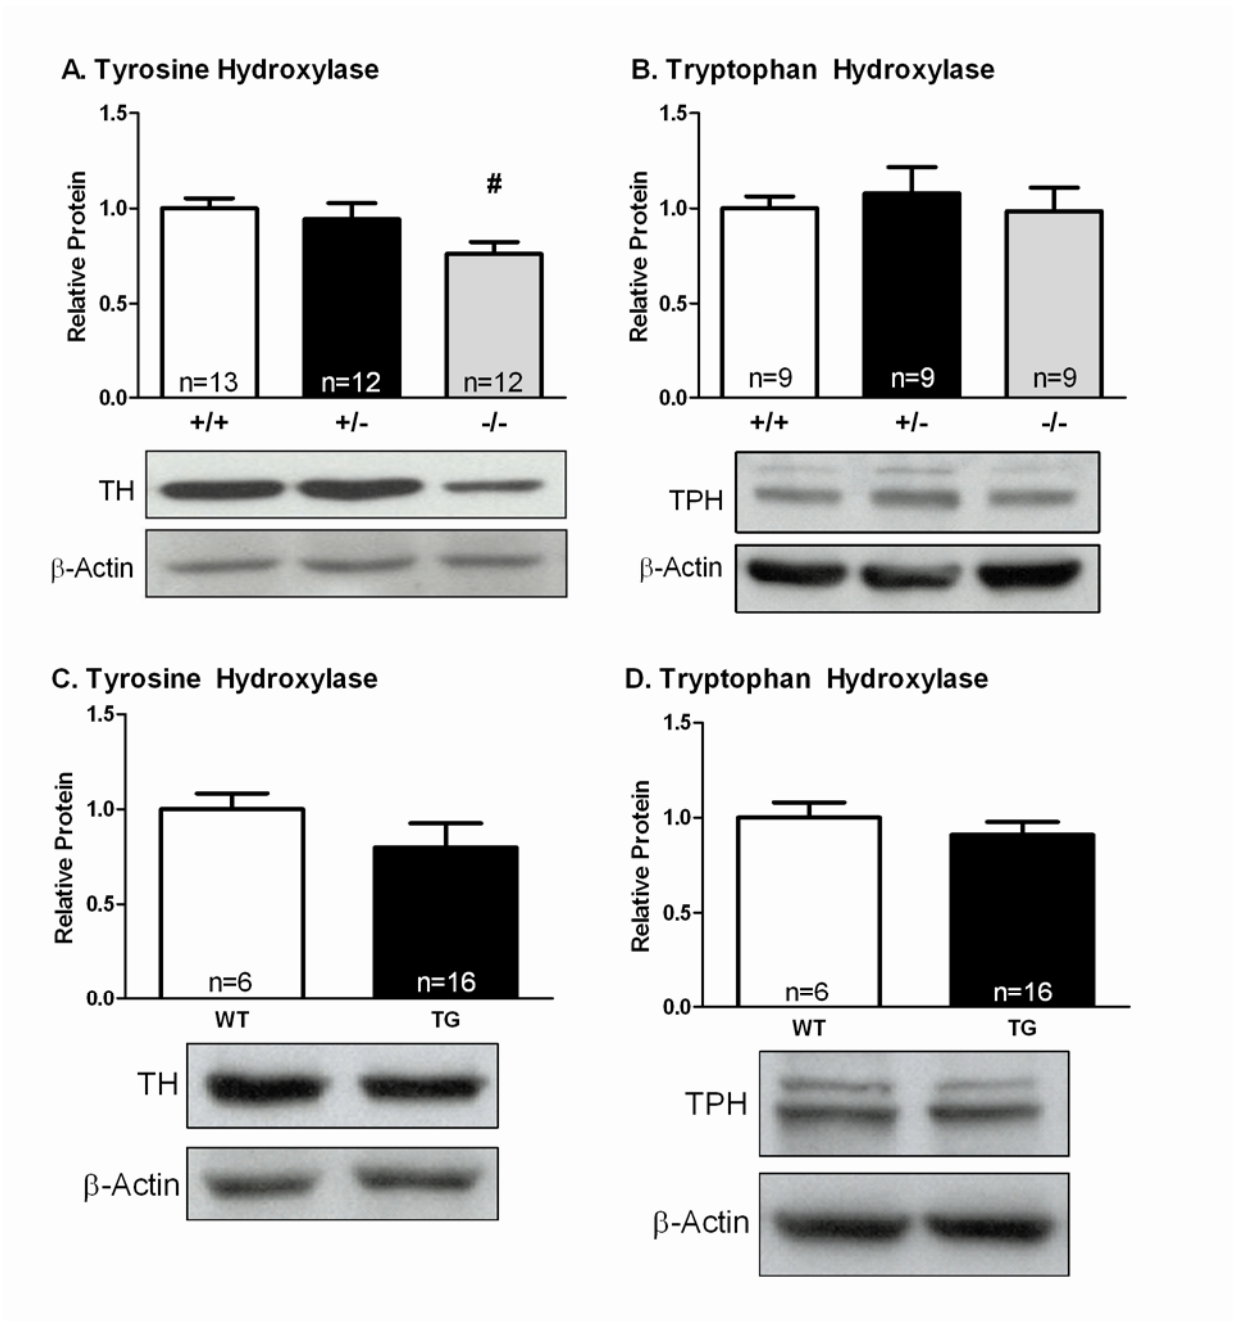 A. Tyrosine Hydroxylase
1.5
1.0
0.5
0.0
Relative Protein
#
n=13
n=12
n=12
+/+
+/-
-/-
TH
β-Actin
B. Tryptophan Hydroxylase
1.5
1.0
0.5
0.0
Relative Protein
n=9
n=9
n=9
+/+
+/-
-/-
TPH
β-Actin
C. Tyrosine Hydroxylase
1.5
1.0
0.5
0.0
Relative Protein
n=6
n=16
WT
TG
TH
β-Actin
D. Tryptophan Hydroxylase
1.5
1.0
0.5
0.0
Relative Protein
n=6
n=16
WT
TG
TPH
β-Actin